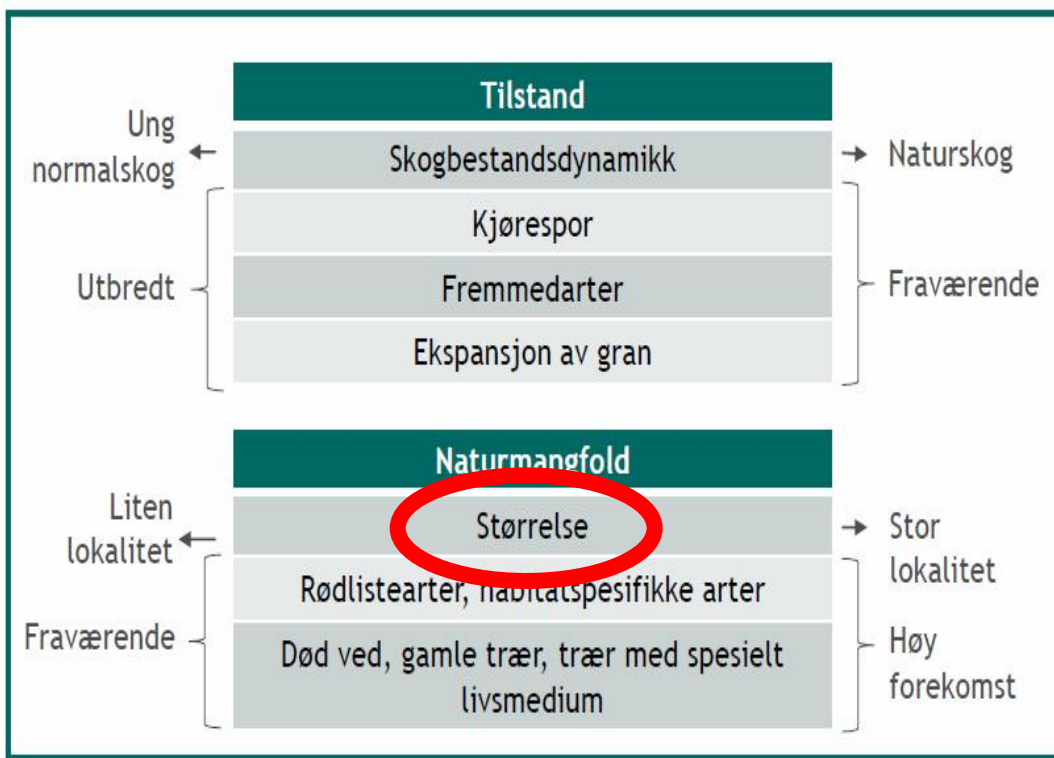 Tilstand
Ung
normalskog
Skogbestandsdynamikk
Naturskog
Kjørespor
Utbredt
Fremmedarter
Fraværende
Ekspansjon av gran
Naturmangfold
Liten
lokalitet
Størrelse
Stor
lokalitet
Rødlistearter, habitatspesifikke arter
Fraværende
Død ved, gamle trær, trær med spesielt
livsmedium
Høy
forekomst